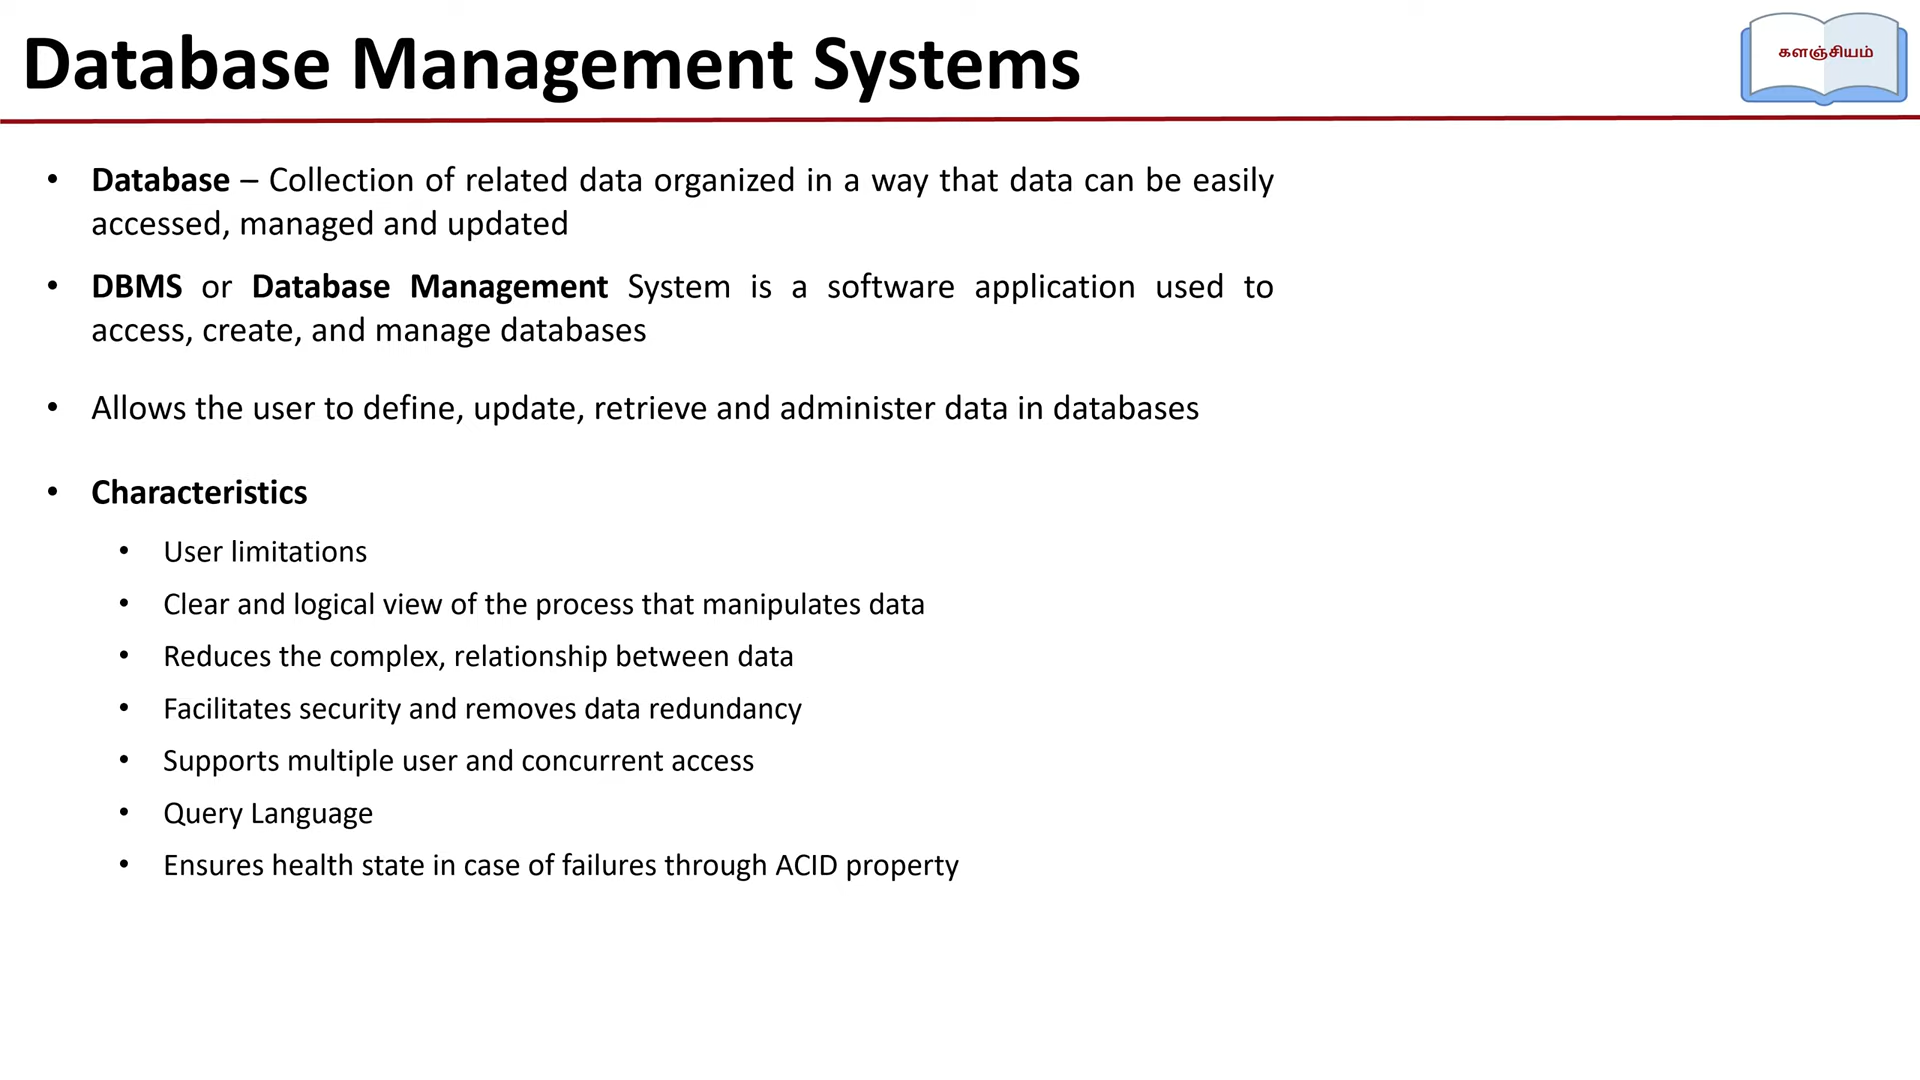 Database Management Systems
களஞ்சியம்
• Database – Collection of related data organized in a way that data can be easily
accessed, managed and updated
• DBMS or Database Management System is a software application used to
access, create, and manage databases
• Allows the user to define, update, retrieve and administer data in databases
• Characteristics
• User limitations
• Clear and logical view of the process that manipulates data
• Reduces the complex, relationship between data
• Facilitates security and removes data redundancy
• Supports multiple user and concurrent access
• Query Language
• Ensures health state in case of failures through ACID property